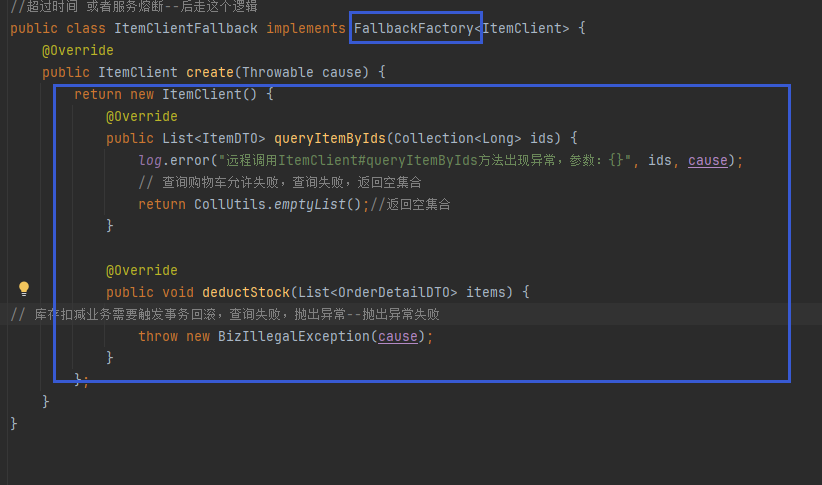 //超过时间 或者服务熔断--后走这个逻辑
public class ItemClientFallback implements FallbackFactory<ItemClient> {
    @Override
    public ItemClient create(Throwable cause) {
        return new ItemClient() {
            @Override
            public List<ItemDTO> queryItemByIds(Collection<Long> ids) {
                log.error("远程调用ItemClient#queryItemByIds方法出现异常，参数：{}", ids, cause);
                // 查询购物车允许失败，查询失败，返回空集合
                return CollUtils.emptyList();//返回空集合
            }
            @Override
            public void deductStock(List<OrderDetailDTO> items) {
// 库存扣减业务需要触发事务回滚，查询失败，抛出异常--抛出异常失败
                throw new BizIllegalException(cause);
            }
        };
    }
}